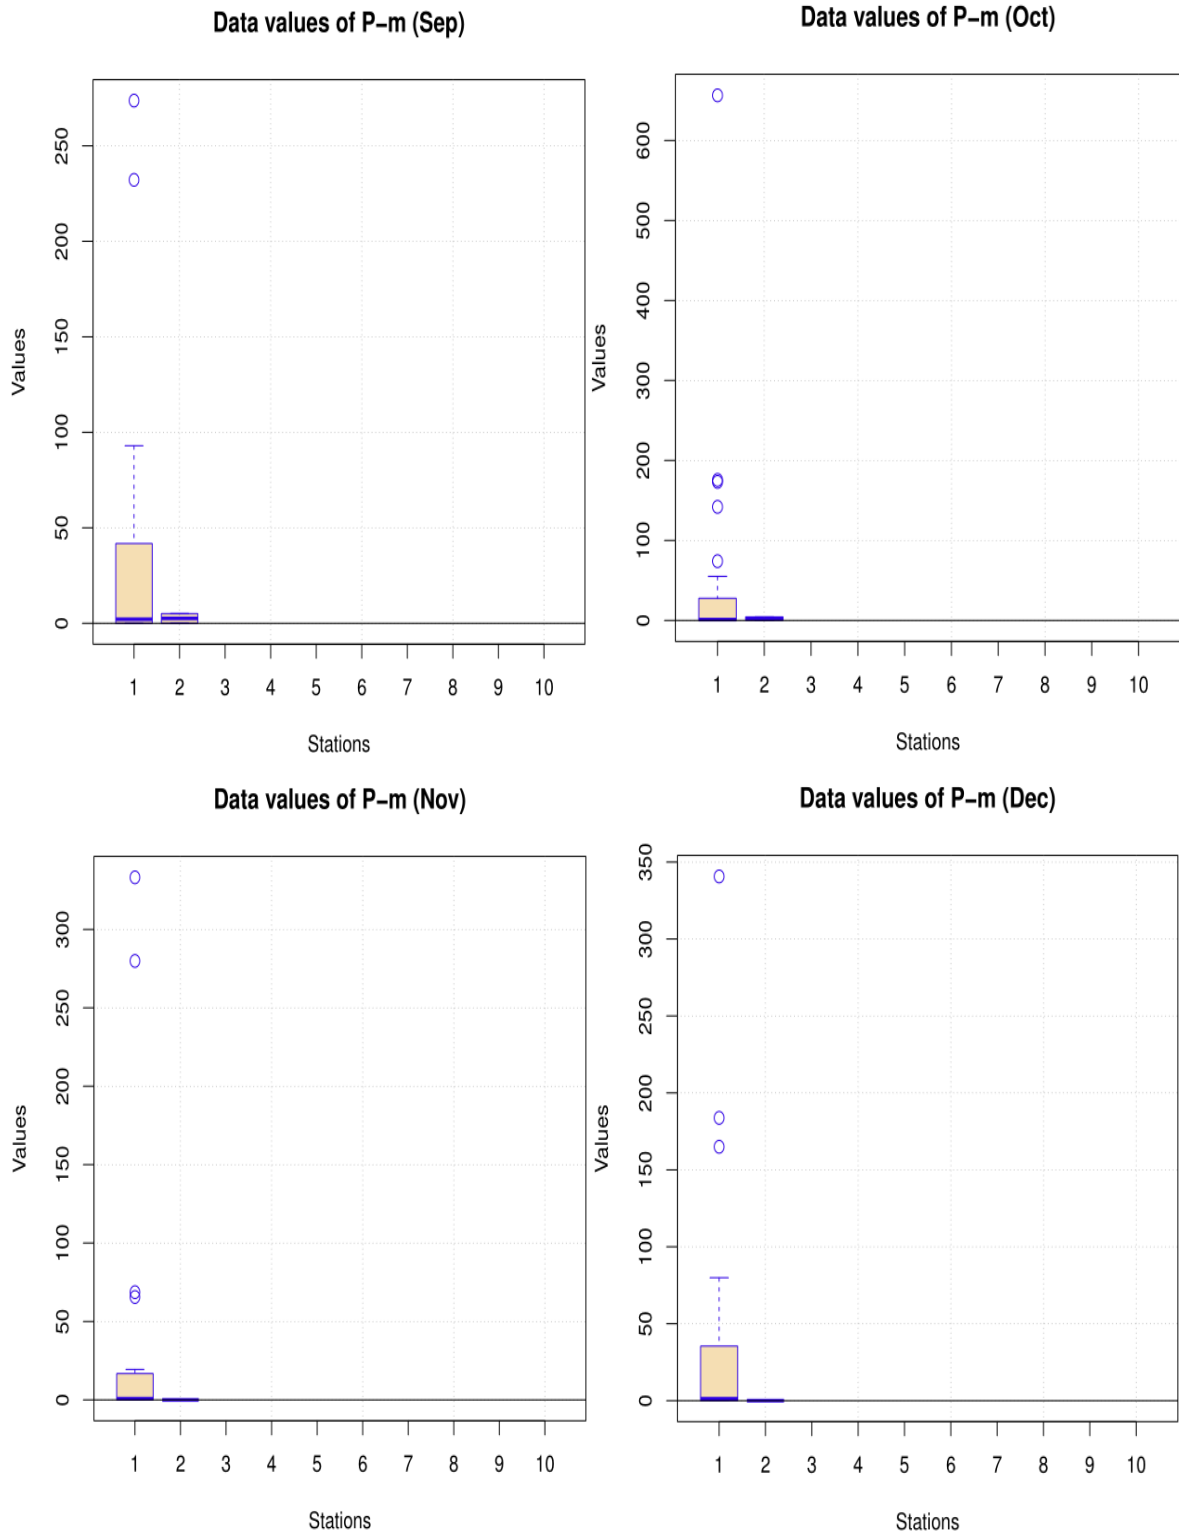 Data values of P−m (Sep)
Values
250
200
150
100
50
0
1 2 3 4 5 6 7 8 9 10
Stations
Data values of P−m (Oct)
Values
600
500
400
300
200
100
0
1 2 3 4 5 6 7 8 9 10
Stations
Data values of P−m (Nov)
Values
300
250
200
150
100
50
0
1 2 3 4 5 6 7 8 9 10
Stations
Data values of P−m (Dec)
Values
350
300
250
200
150
100
50
0
1 2 3 4 5 6 7 8 9 10
Stations